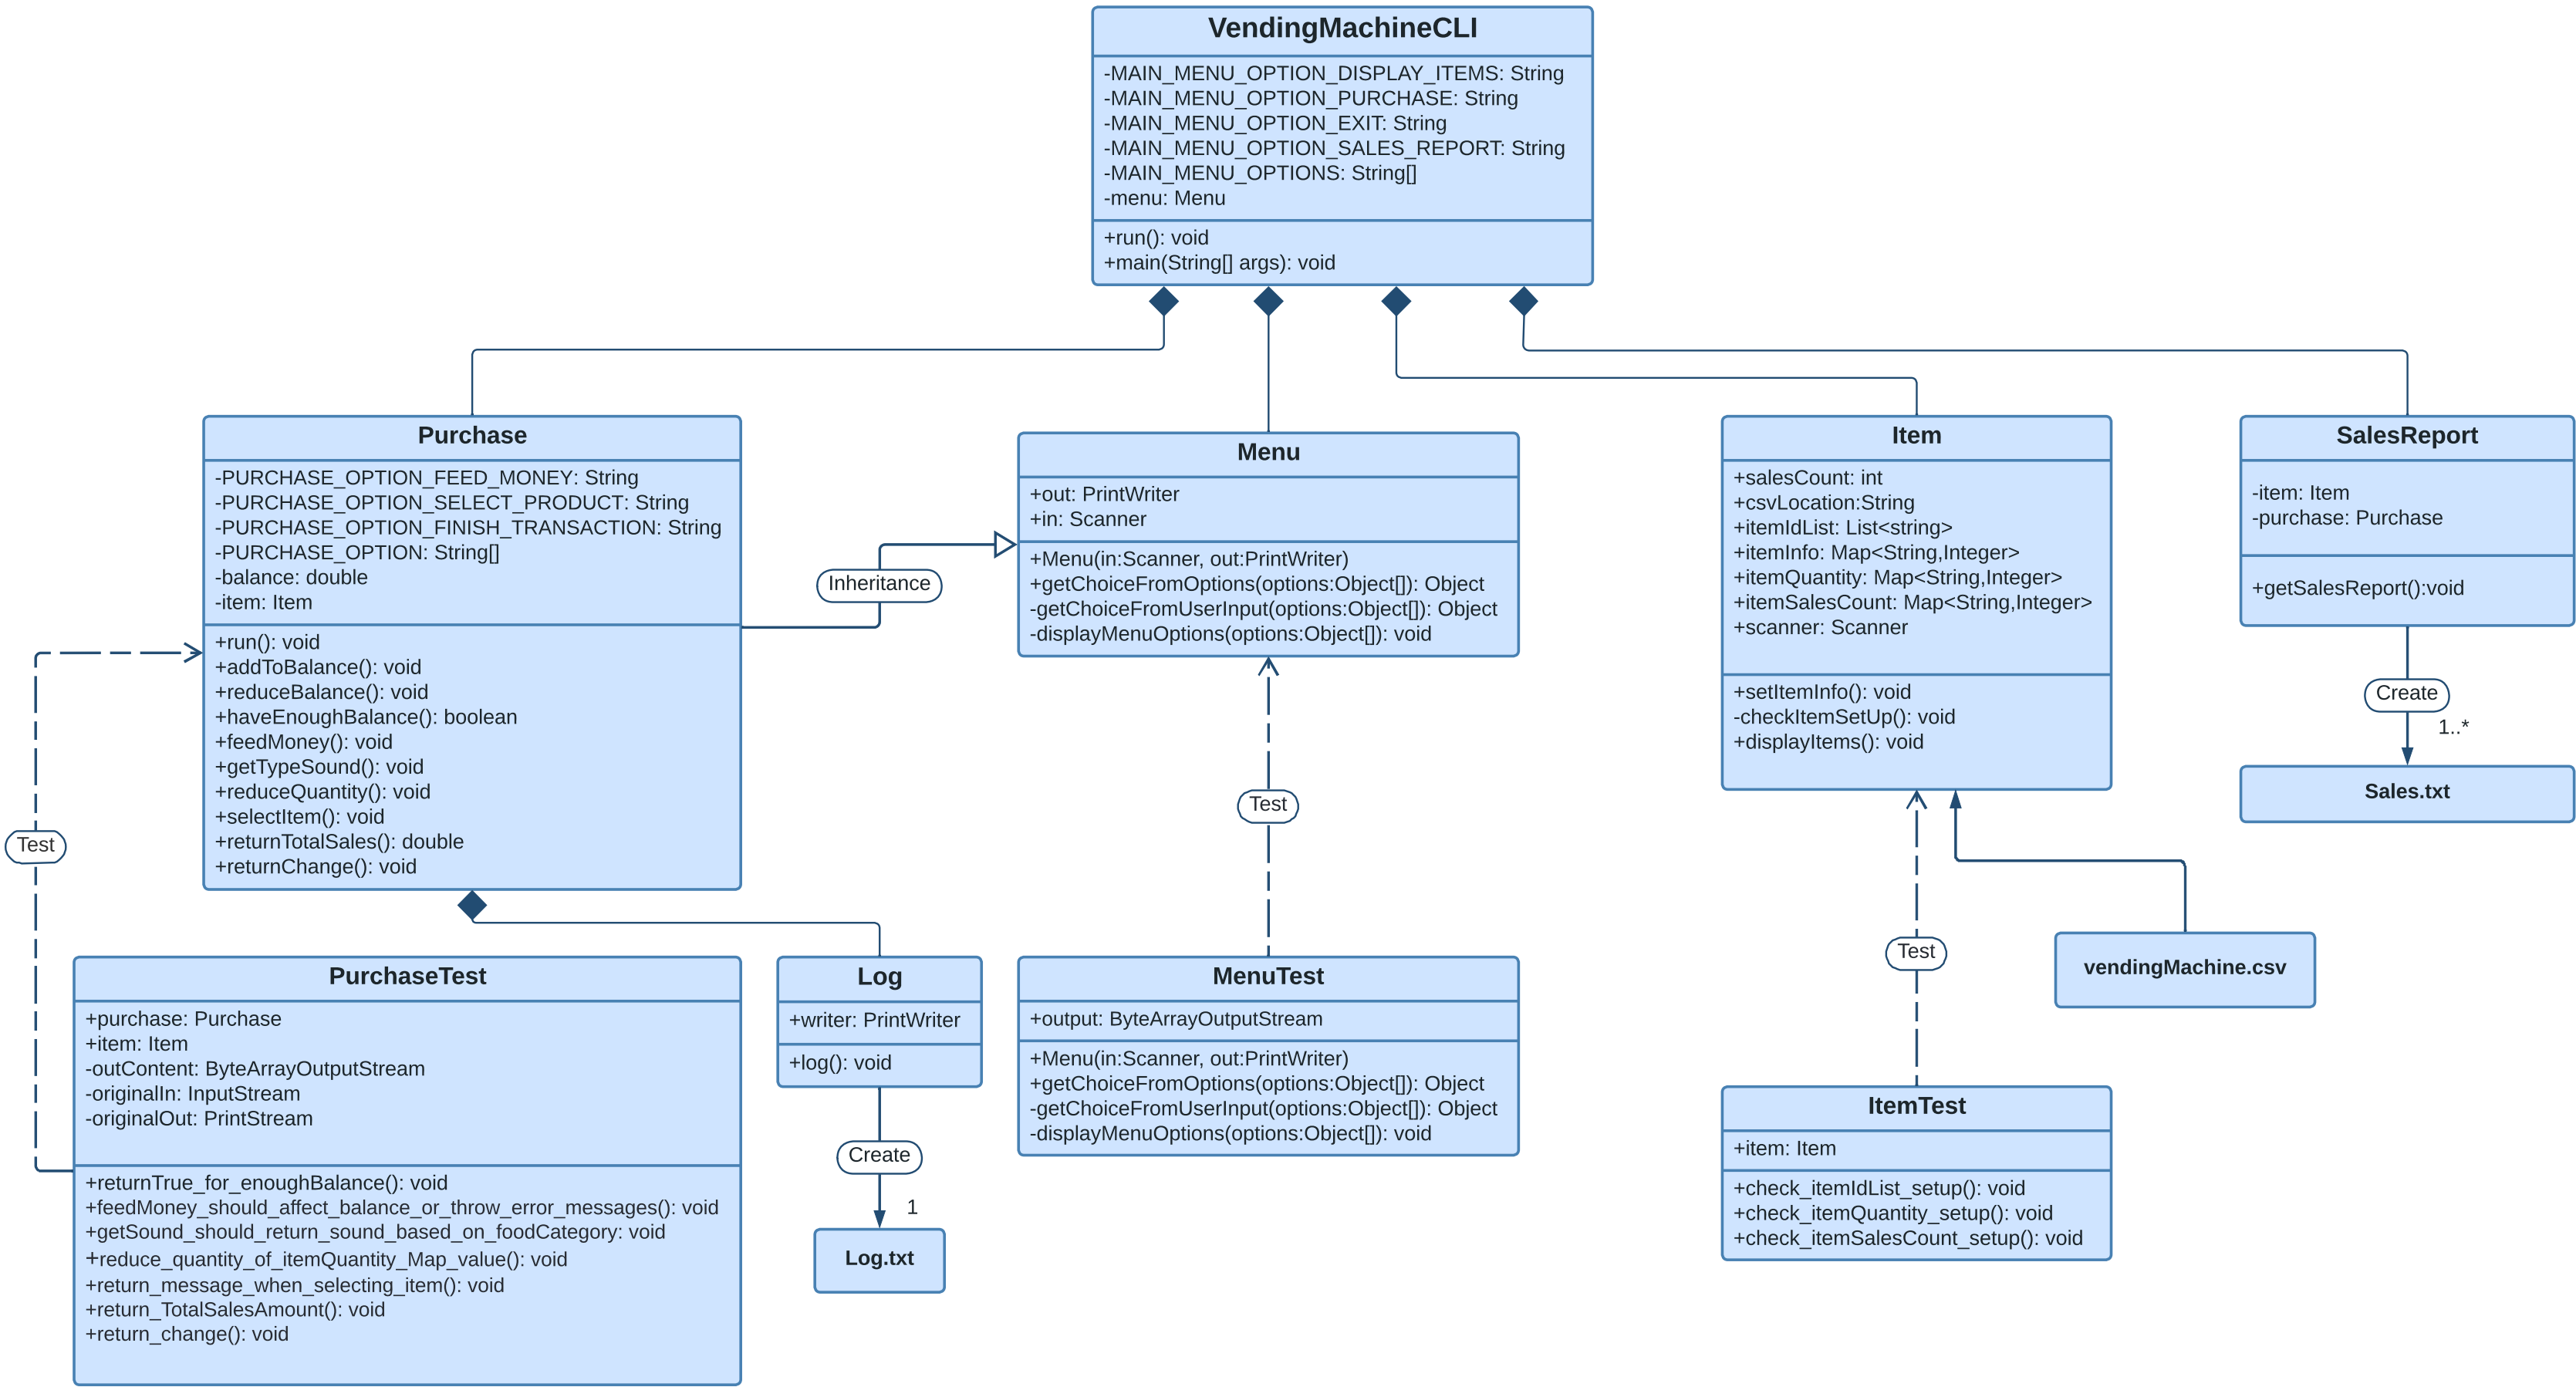 VendingMachineCLI
-MAIN_MENU_OPTION_DISPLAY_ITEMS: String
-MAIN_MENU_OPTION_PURCHASE: String
-MAIN_MENU_OPTION_EXIT: String
-MAIN_MENU_OPTION_SALES_REPORT: String
-MAIN_MENU_OPTIONS: String[]
-menu: Menu
+run(): void
+main(String[] args): void
Purchase
-PURCHASE_OPTION_FEED_MONEY: String
-PURCHASE_OPTION_SELECT_PRODUCT: String
-PURCHASE_OPTION_FINISH_TRANSACTION: String
-PURCHASE_OPTION: String[]
-balance: double
-item: Item
+run(): void
+addToBalance(): void
+reduceBalance(): void
+haveEnoughBalance(): boolean
+feedMoney(): void
+getTypeSound(): void
+reduceQuantity(): void
+selectItem(): void
+returnTotalSales(): double
+returnChange(): void
Inheritance
Menu
+out: PrintWriter
+in: Scanner
+Menu(in:Scanner, out:PrintWriter)
+getChoiceFromOptions(options:Object[]): Object
-getChoiceFromUserInput(options:Object[]): Object
-displayMenuOptions(options:Object[]): void
Item
+salesCount: int
+csvLocation:String
+itemIdList: List<string>
+itemInfo: Map<String,Integer>
+itemQuantity: Map<String,Integer>
+itemSalesCount: Map<String,Integer>
+scanner: Scanner
+setItemInfo(): void
-checkItemSetUp(): void
+displayItems(): void
SalesReport
-item: Item
-purchase: Purchase
+getSalesReport():void
Create
1..*
Sales.txt
Test
Test
Test
vendingMachine.csv
PurchaseTest
+purchase: Purchase
+item: Item
-outContent: ByteArrayOutputStream
-originalIn: InputStream
-originalOut: PrintStream
+returnTrue_for_enoughBalance(): void
+feedMoney_should_affect_balance_or_throw_error_messages(): void
+getSound_should_return_sound_based_on_foodCategory: void
+reduce_quantity_of_itemQuantity_Map_value(): void
+return_message_when_selecting_item(): void
+return_TotalSalesAmount(): void
+return_change(): void
Log
+writer: PrintWriter
+log(): void
Create
1
Log.txt
MenuTest
+output: ByteArrayOutputStream
+Menu(in:Scanner, out:PrintWriter)
+getChoiceFromOptions(options:Object[]): Object
-getChoiceFromUserInput(options:Object[]): Object
-displayMenuOptions(options:Object[]): void
ItemTest
+item: Item
+check_itemIdList_setup(): void
+check_itemQuantity_setup(): void
+check_itemSalesCount_setup(): void